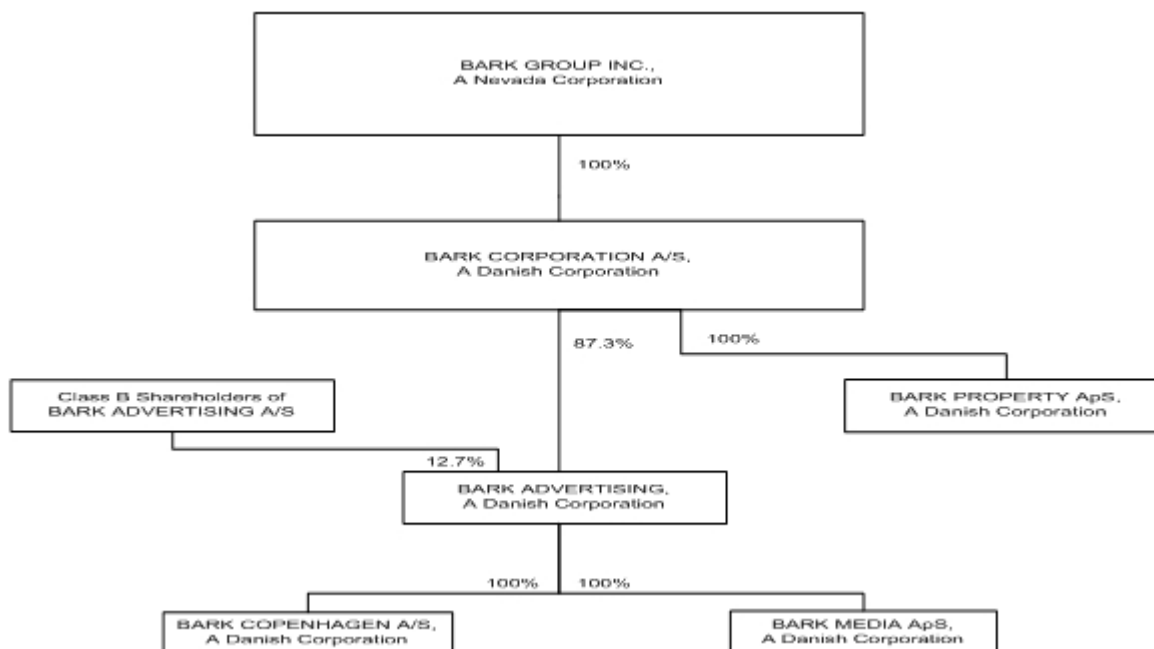 BARK GROUP INC.,
A Nevada Corporation
100%
BARK CORPORATION A/S,
A Danish Corporation
87.3%
100%
Class B Shareholders of
BARK ADVERTISING A/S
BARK PROPERTY ApS,
A Danish Corporation
12.7%
BARK ADVERTISING,
A Danish Corporation
100%
100%
BARK COPENHAGEN A/S,
A Danish Corporation
BARK MEDIA ApS,
A Danish Corporation